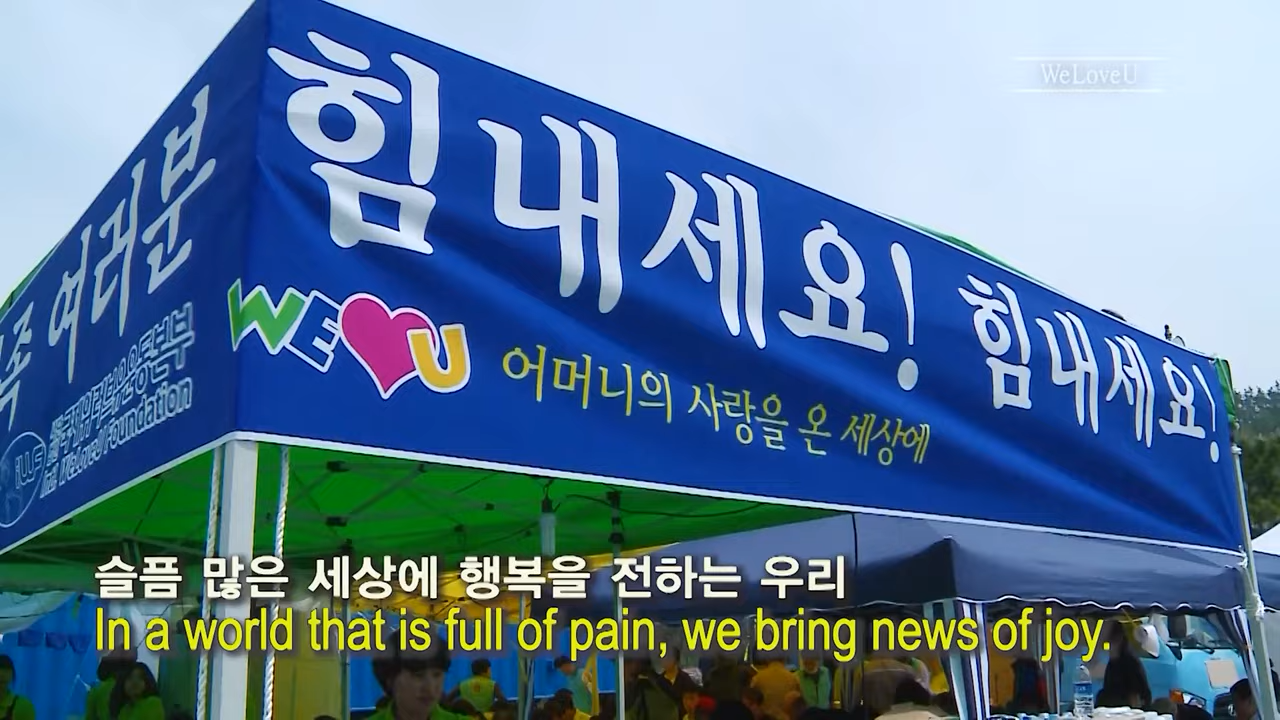 WeLoveU
힘내세요! 힘내세요!
족 여러분
WE U
어머니의 사랑을 온 세상에
Int'l WeLoveU Foundation
슬픔 많은 세상에 행복을 전하는 우리
In a world that is full of pain, we bring news of joy.